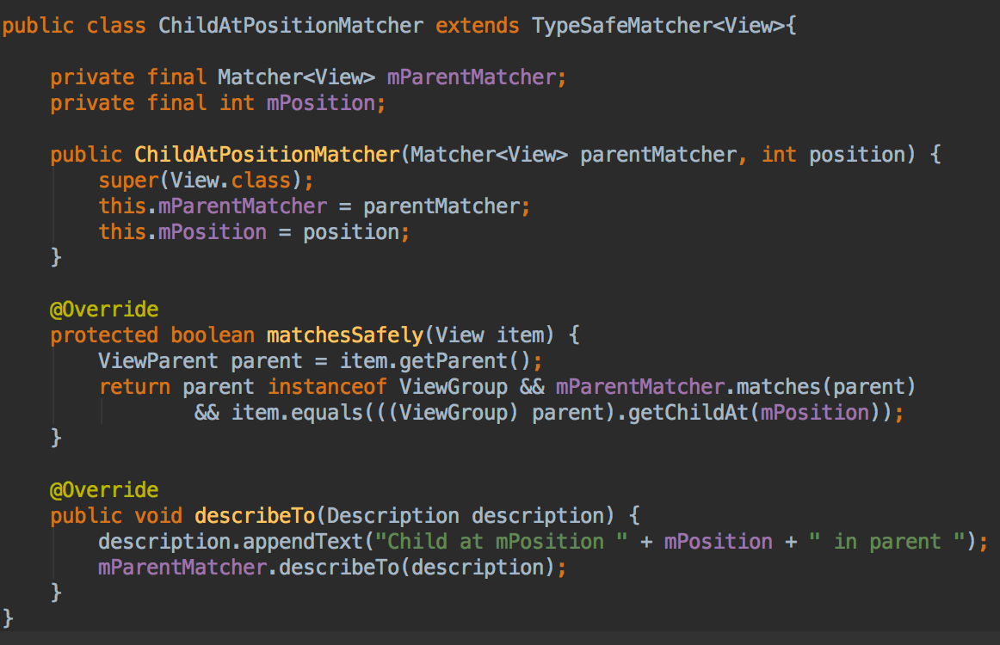 public class ChildAtPositionMatcher extends TypeSafeMatcher<View>{
private final Matcher<View> mParentMatcher;
private final int mPosition;
public ChildAtPositionMatcher(Matcher<View> parentMatcher, int position) {
super(View.class);
this.mParentMatcher = parentMatcher;
this.mPosition = position;
}
@Override
protected boolean matchesSafely(View item) {
ViewParent parent = item.getParent();
return parent instanceof ViewGroup && mParentMatcher.matches(parent)
&& item.equals(((ViewGroup) parent).getChildAt(mPosition));
}
@Override
public void describeTo(Description description) {
description.appendText("Child at mPosition " + mPosition + " in parent ");
mParentMatcher.describeTo(description);
}
}